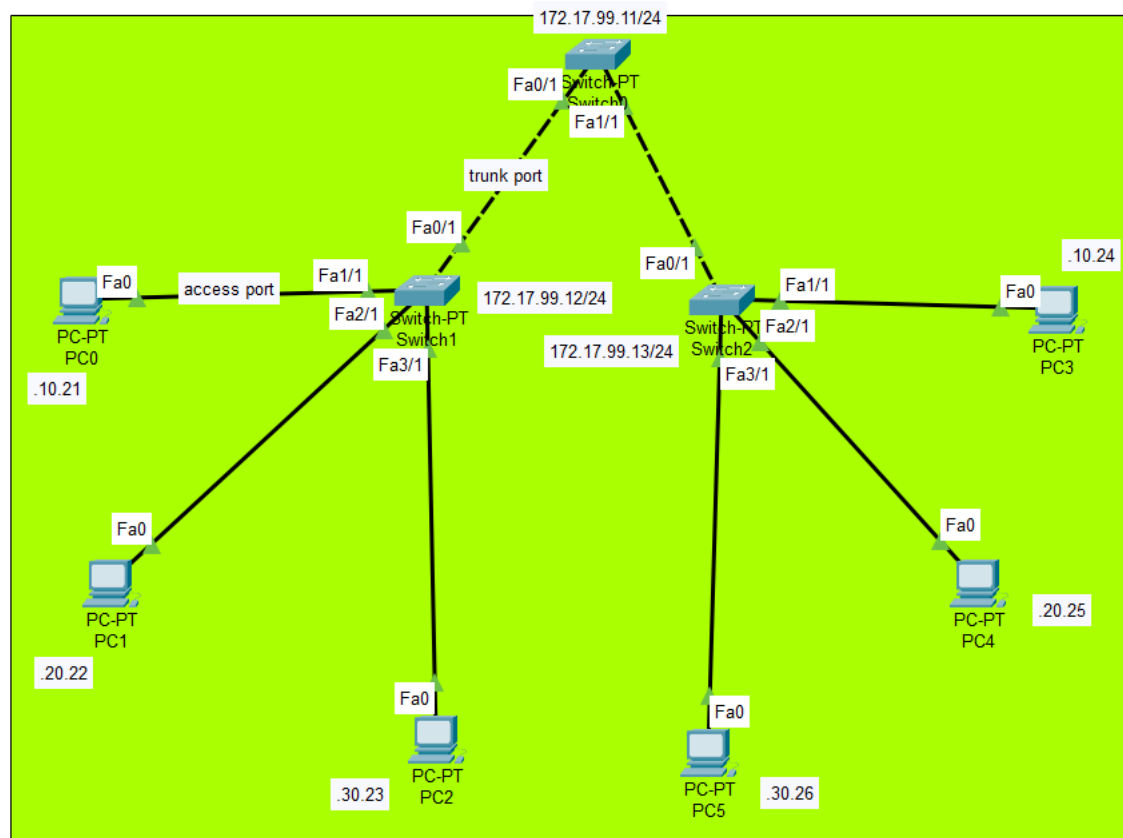 172.17.99.11/24
Switch-PT
Switch0
Fa0/1
Fa1/1
trunk port
Fa0/1
Fa0/1
.10.24
Fa0
access port
Fa1/1
172.17.99.12/24
Fa1/1
Fa0
PC-PT
PC0
Fa2/1
Switch-PT
Switch1
Switch-PT
Switch2
Fa2/1
PC-PT
PC3
Fa3/1
172.17.99.13/24
Fa3/1
.10.21
Fa0
Fa0
PC-PT
PC1
PC-PT
PC4
.20.25
.20.22
Fa0
Fa0
PC-PT
PC2
PC-PT
PC5
.30.23
.30.26